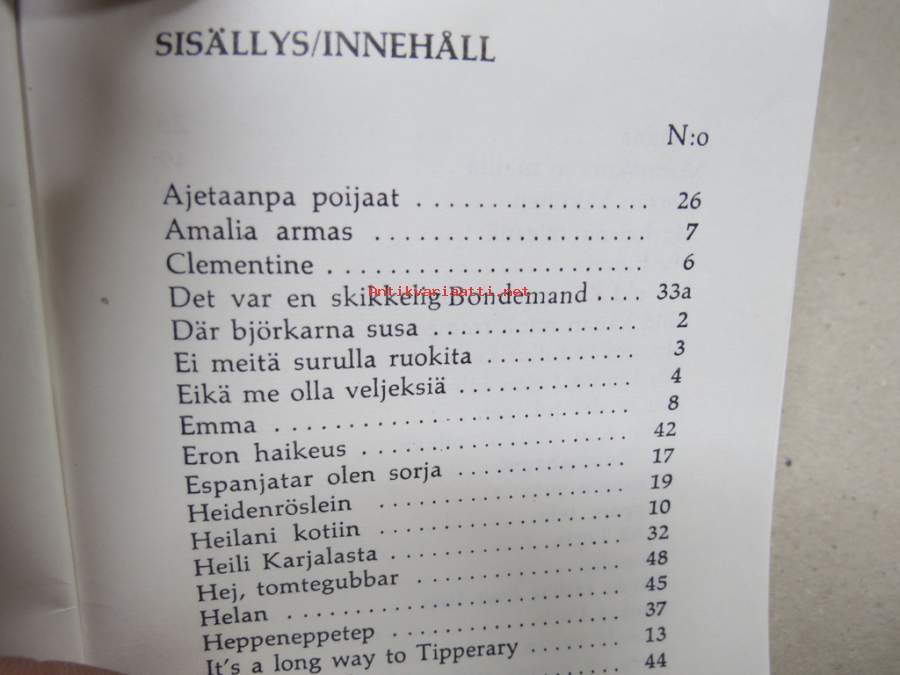 SISÄLLYS/INNEHÅLL
N:o
Ajetaanpa poijaat . . . . . . . . . . . . . . . . . . 26
Amalia armas . . . . . . . . . . . . . . . . . . . . . 7
Clementine . . . . . . . . . . . . . . . . . . . . . . . . 6
Det var en skikkelig Bondemand . . . . 33a
Antikvariaatti.net
Där björkarna susa . . . . . . . . . . . . . . . . 2
Ei meitä surulla ruokita . . . . . . . . . . . . 3
Eikä me olla veljeksiä . . . . . . . . . . . . . . 4
Emma . . . . . . . . . . . . . . . . . . . . . . . . . . . 8
Eron haikeus . . . . . . . . . . . . . . . . . . . . 42
Espanjatar olen sorja . . . . . . . . . . . . . 17
Heidenröslein . . . . . . . . . . . . . . . . . . . 19
Heilani kotiin . . . . . . . . . . . . . . . . . . . 10
Heili Karjalasta . . . . . . . . . . . . . . . . . . 32
Hej, tomtegubbar . . . . . . . . . . . . . . . . 48
Helan . . . . . . . . . . . . . . . . . . . . . . . . . . 45
Heppeneppetep . . . . . . . . . . . . . . . . . . 37
It's a long way to Tipperary . . . . . . . . 13
44